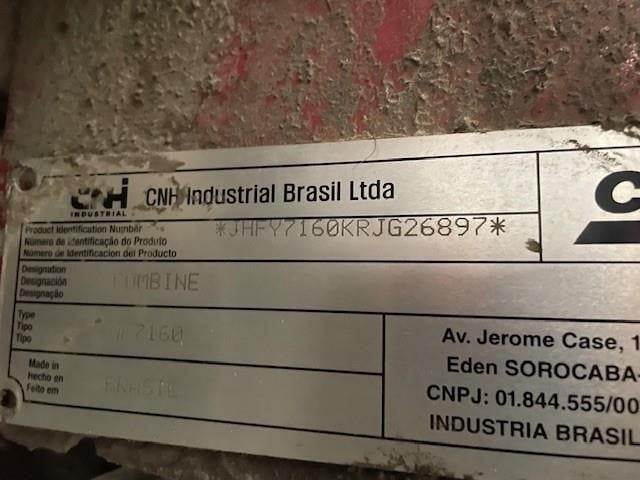 CNH
INDUSTRIAL
CNH Industrial Brasil Ltda
Product Identification Number *JHFY7160KRJG26897*
Número de identificação do Produto
Número de Identificacion del Producto
Designation
Designación COMBINE
Designação
Type
Tipo 7160
Tipo
Made in
Hecho en BRASIL
Feito em
Av. Jerome Case, 1
Eden SOROCABA-
CNPJ: 01.844.555/00
INDUSTRIA BRASIL